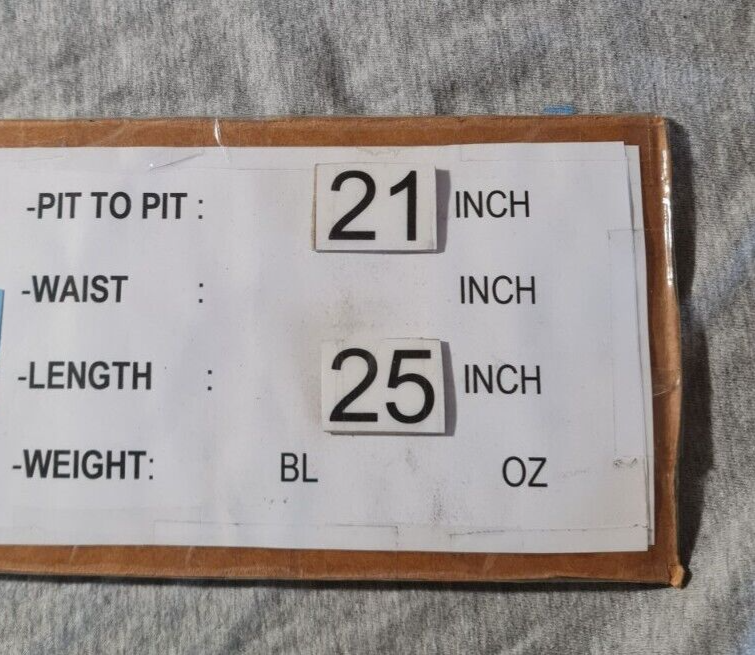 -PIT TO PIT : 21 INCH
-WAIST : INCH
-LENGTH : 25 INCH
-WEIGHT: BL OZ